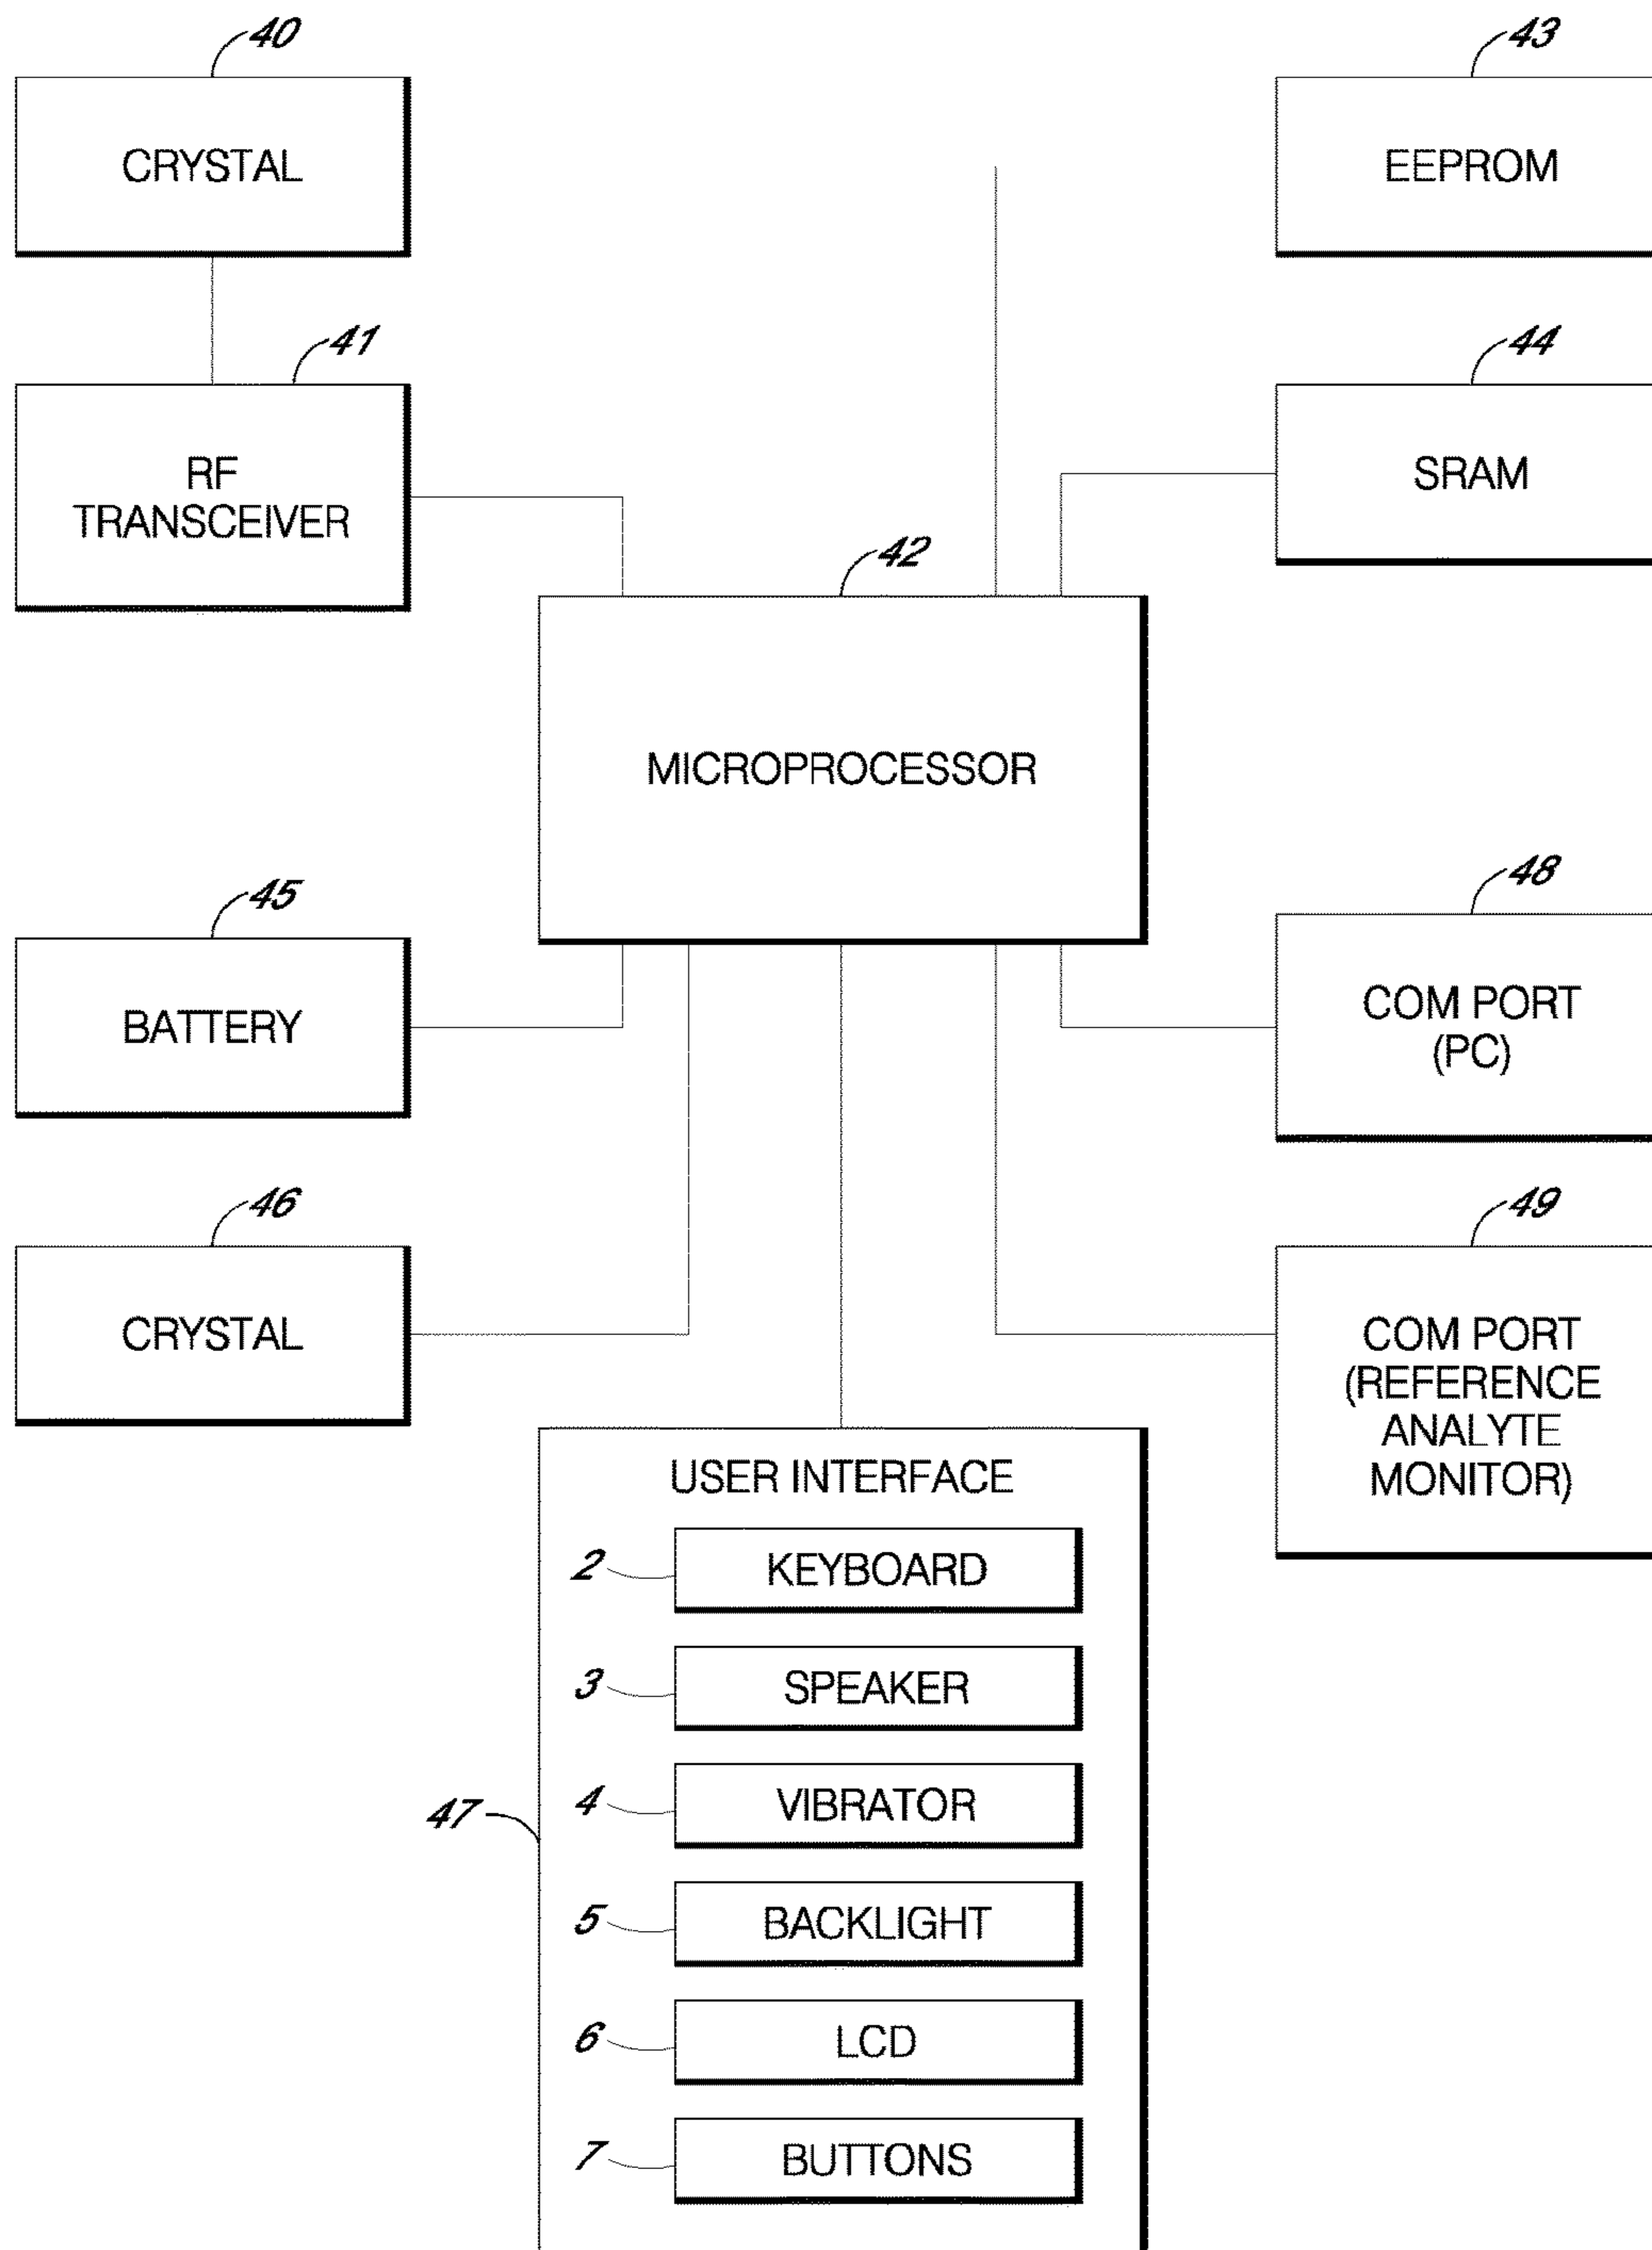 40
CRYSTAL
43
EEPROM
41
RF
TRANSCEIVER
44
SRAM
42
MICROPROCESSOR
45
BATTERY
48
COM PORT
(PC)
46
CRYSTAL
49
COM PORT
(REFERENCE
ANALYTE
MONITOR)
47
USER INTERFACE
2 KEYBOARD
3 SPEAKER
4 VIBRATOR
5 BACKLIGHT
6 LCD
7 BUTTONS